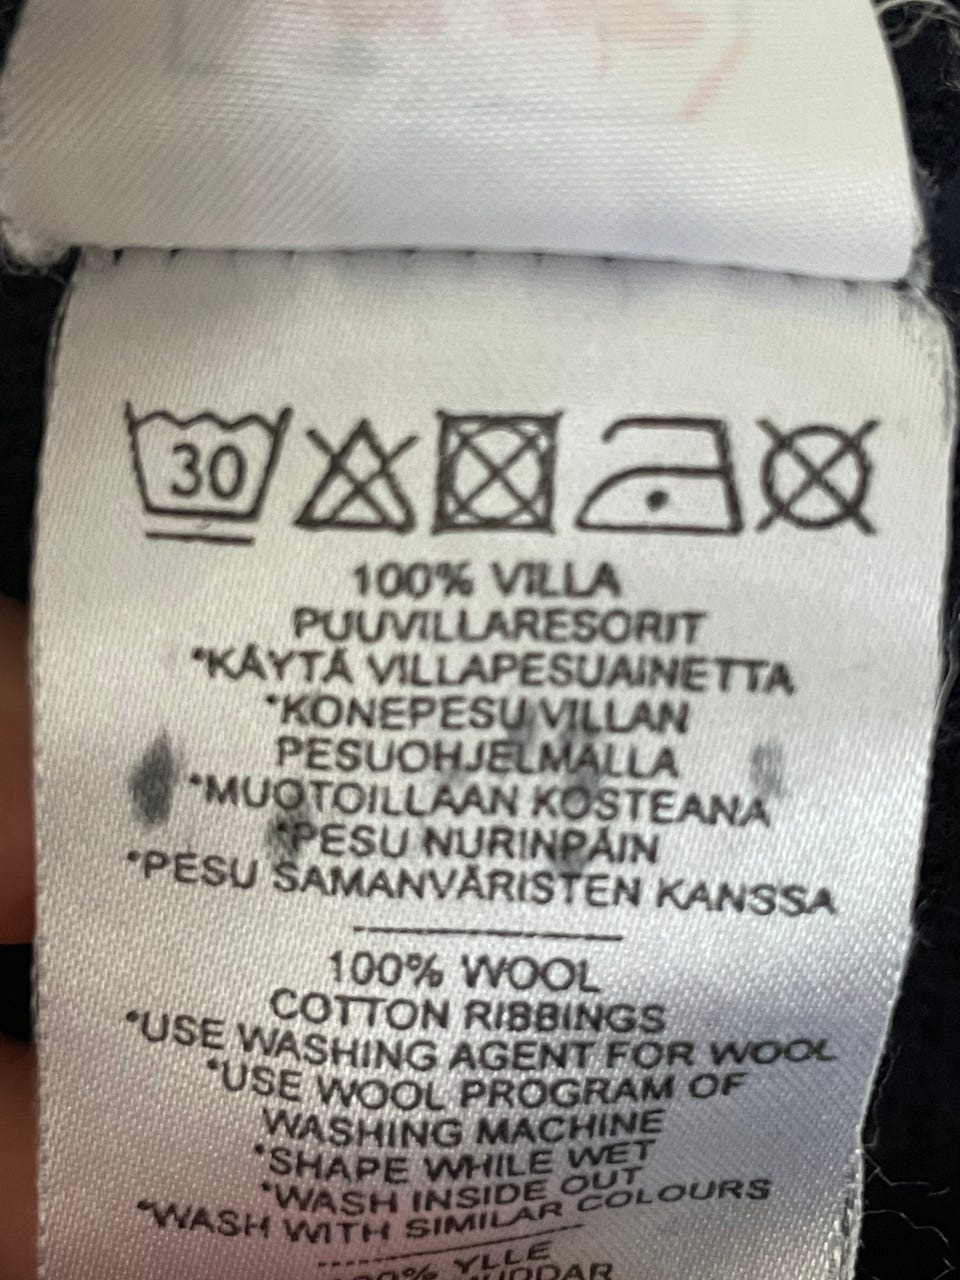 30
100% VILLA
PUUVILLARESORIT
*KÄYTÄ VILLAPESUAINETTA
*KONEPESU VILLAN
PESUOHJELMALLA
*MUOTOILLAAN KOSTEANA
*PESU NURINPÄIN
*PESU SAMANVÄRISTEN KANSSA
100% WOOL
COTTON RIBBINGS
*USE WASHING AGENT FOR WOOL
*USE WOOL PROGRAM OF
WASHING MACHINE
*SHAPE WHILE WET
*WASH INSIDE OUT
*WASH WITH SIMILAR COLOURS
% YLLE